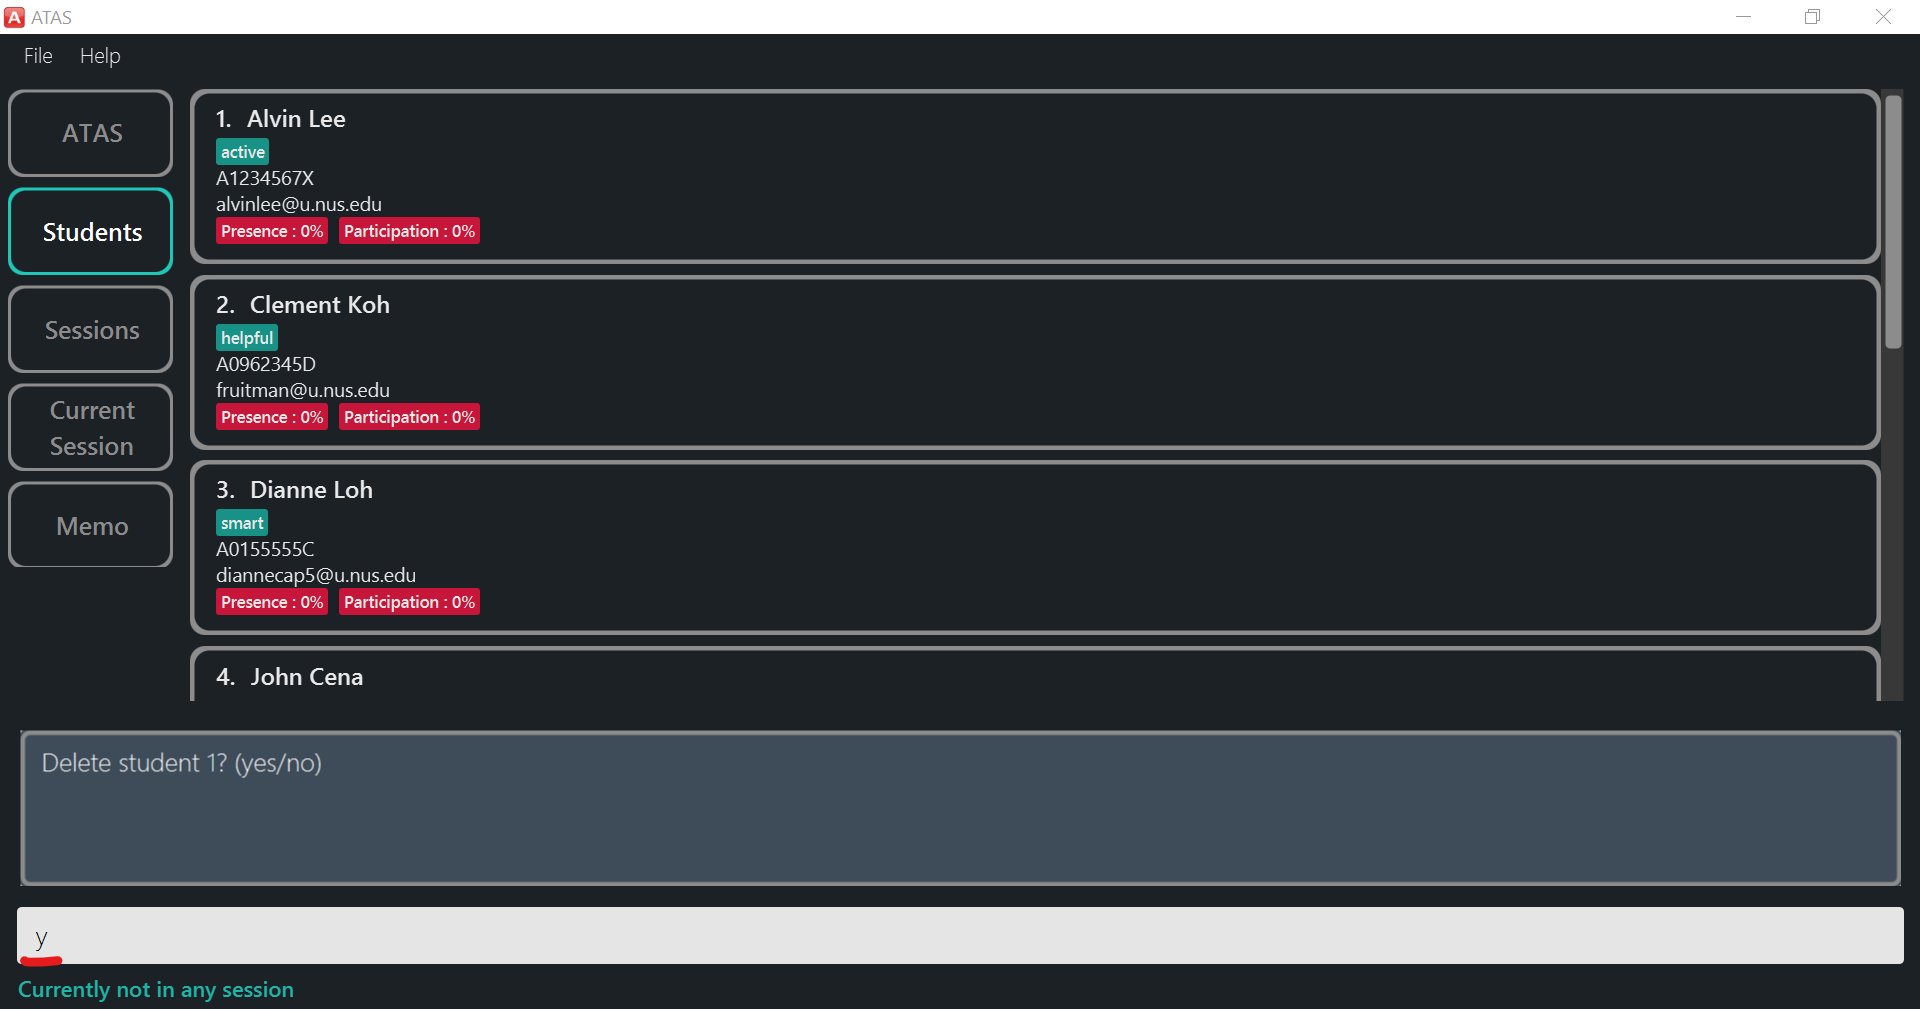 ATAS
File Help
ATAS
Students
Sessions
Current
Session
Memo
1. Alvin Lee
active
A1234567X
alvinlee@u.nus.edu
Presence : 0% Participation : 0%
2. Clement Koh
helpful
A0962345D
fruitman@u.nus.edu
Presence : 0% Participation : 0%
3. Dianne Loh
smart
A0155555C
diannecap5@u.nus.edu
Presence : 0% Participation : 0%
4. John Cena
Delete student 1? (yes/no)
y
Currently not in any session